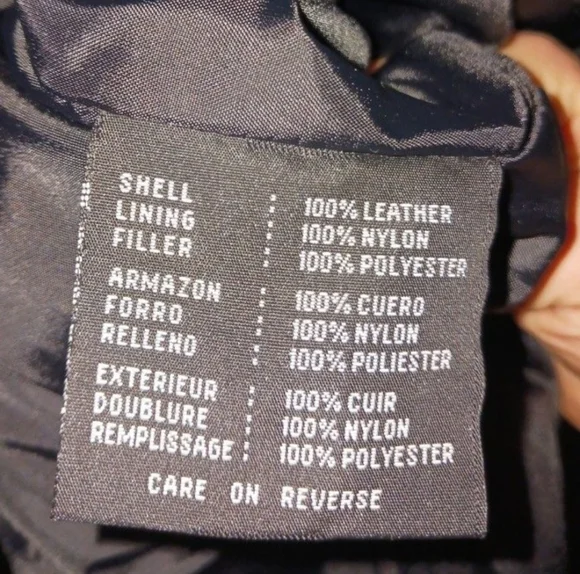 SHELL : 100% LEATHER
LINING : 100% NYLON
FILLER : 100% POLYESTER
ARMAZON : 100% CUERO
FORRO : 100% NYLON
RELLENO : 100% POLIESTER
EXTERIEUR : 100% CUIR
DOUBLURE : 100% NYLON
REMPLISSAGE : 100% POLYESTER
CARE ON REVERSE